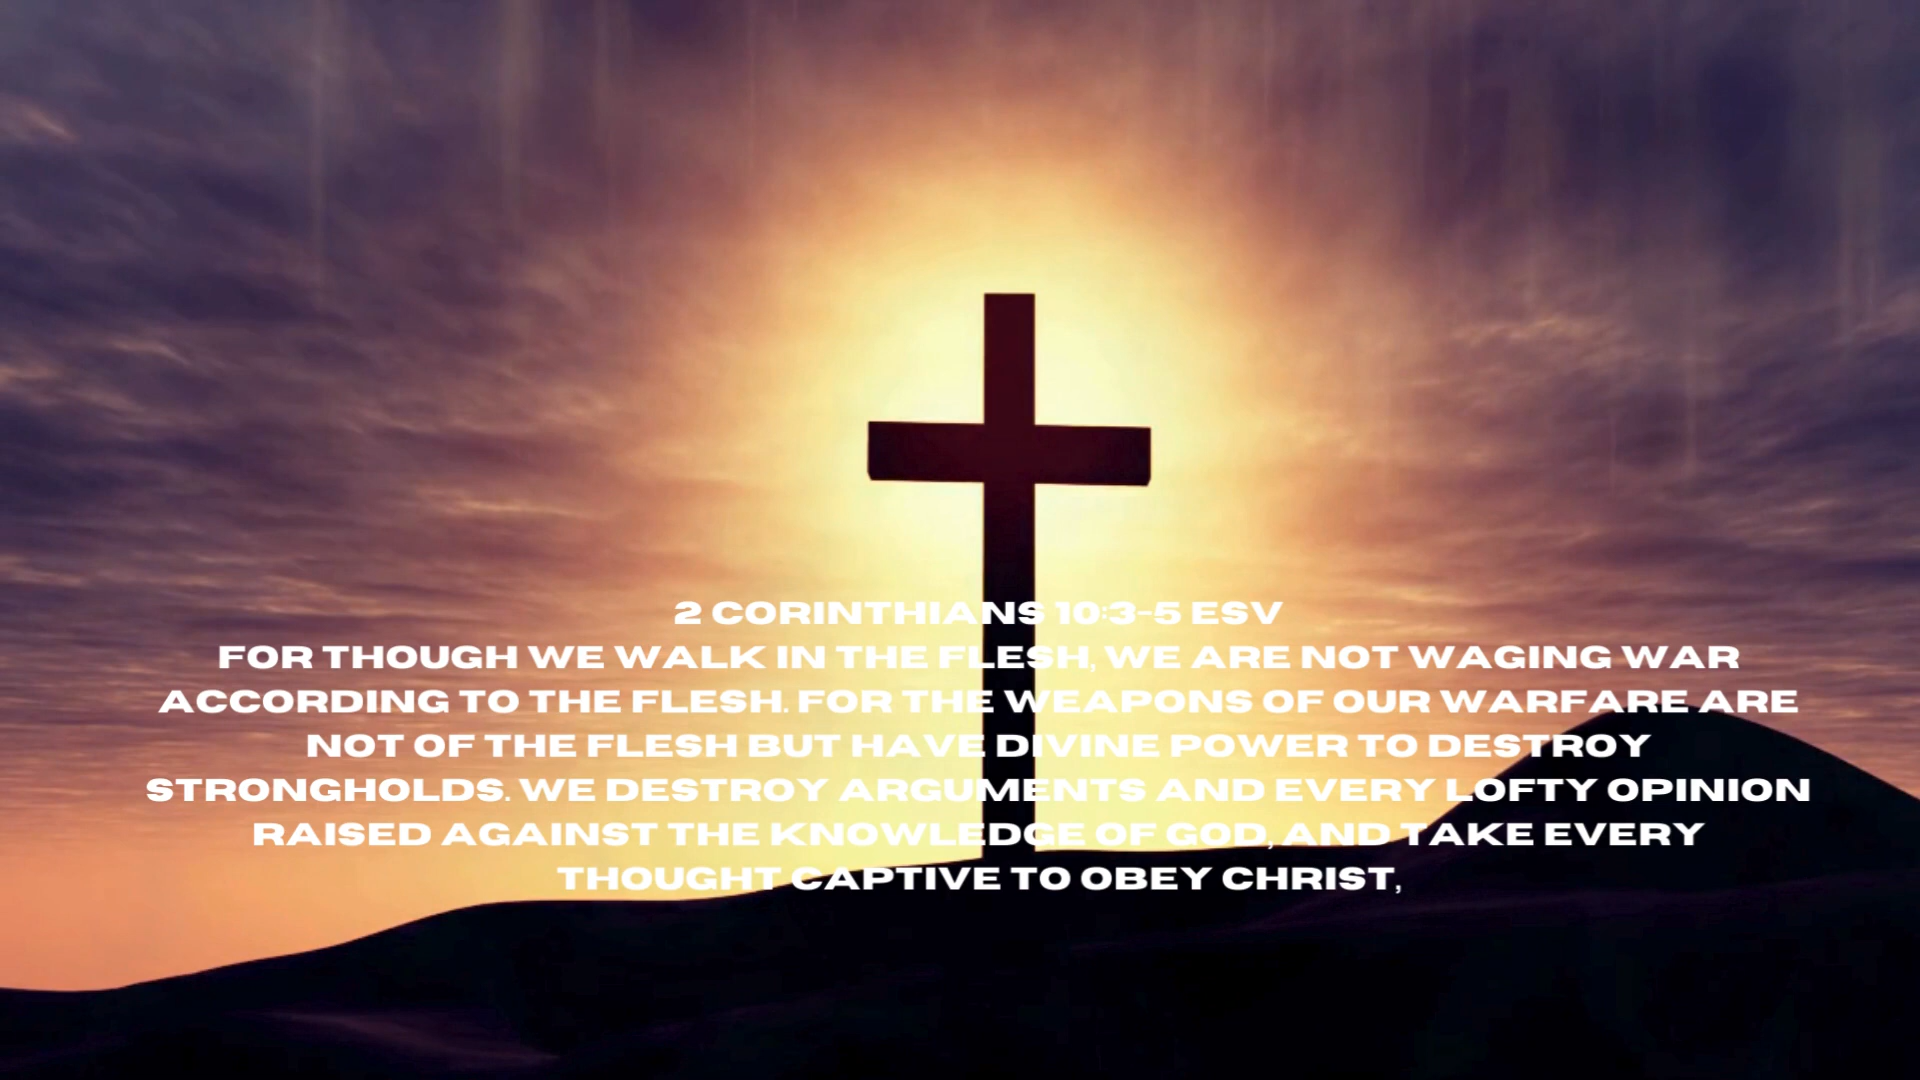 2 CORINTHIANS 10:3-5 ESV
FOR THOUGH WE WALK IN THE FLESH, WE ARE NOT WAGING WAR
ACCORDING TO THE FLESH. FOR THE WEAPONS OF OUR WARFARE ARE
NOT OF THE FLESH BUT HAVE DIVINE POWER TO DESTROY
STRONGHOLDS. WE DESTROY ARGUMENTS AND EVERY LOFTY OPINION
RAISED AGAINST THE KNOWLEDGE OF GOD, AND TAKE EVERY
THOUGHT CAPTIVE TO OBEY CHRIST,